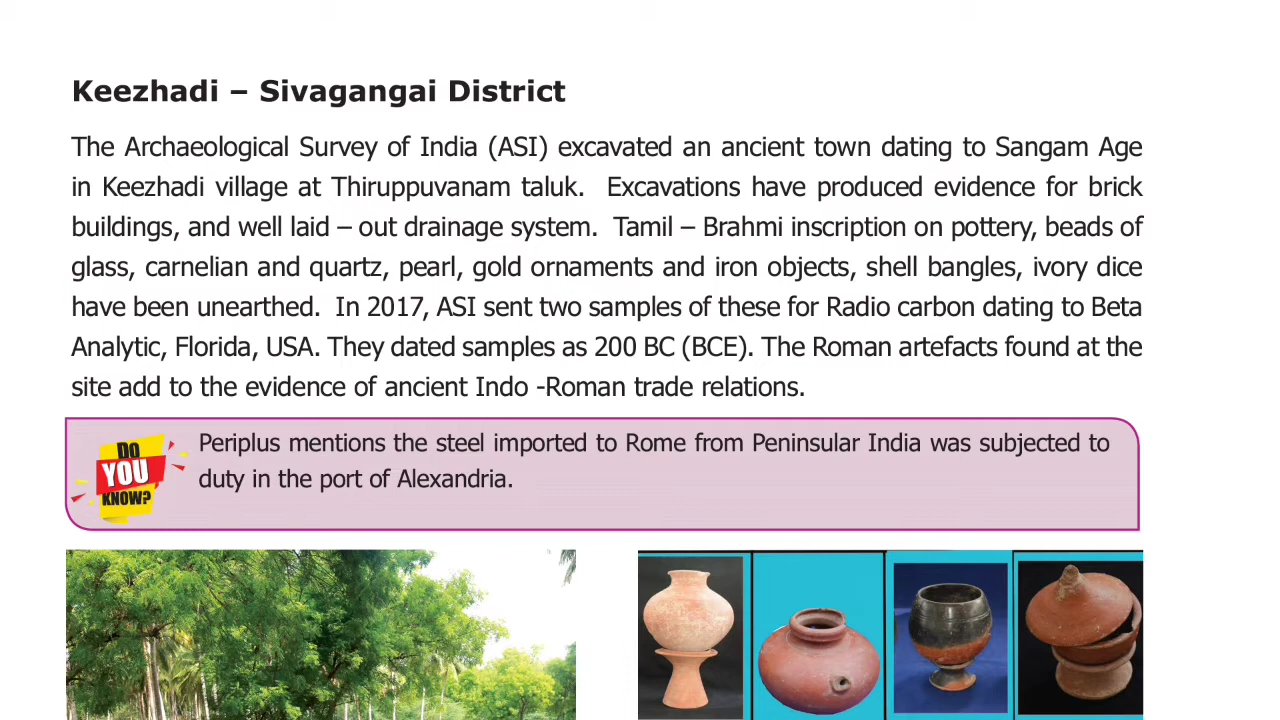 Keezhadi – Sivagangai District
The Archaeological Survey of India (ASI) excavated an ancient town dating to Sangam Age
in Keezhadi village at Thiruppuvanam taluk.  Excavations have produced evidence for brick
buildings, and well laid – out drainage system.  Tamil – Brahmi inscription on pottery, beads of
glass, carnelian and quartz, pearl, gold ornaments and iron objects, shell bangles, ivory dice
have been unearthed.  In 2017, ASI sent two samples of these for Radio carbon dating to Beta
Analytic, Florida, USA. They dated samples as 200 BC (BCE). The Roman artefacts found at the
site add to the evidence of ancient Indo -Roman trade relations.
DO
YOU
KNOW?
Periplus mentions the steel imported to Rome from Peninsular India was subjected to
duty in the port of Alexandria.